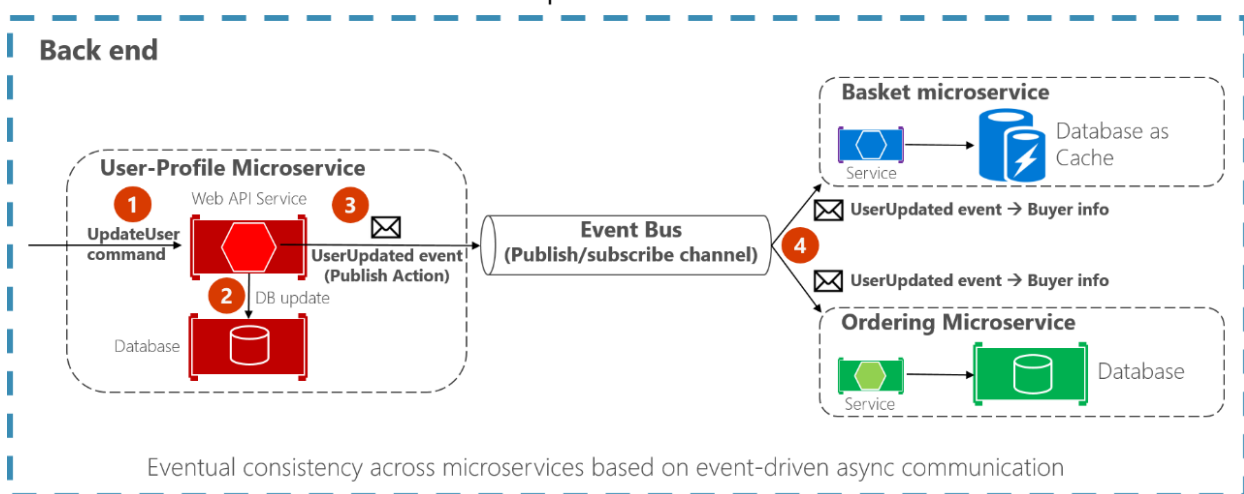 Back end
User-Profile Microservice
Web API Service
1
UpdateUser
command
2
DB update
Database
3
UserUpdated event
(Publish Action)
Event Bus
(Publish/subscribe channel)
4
Basket microservice
Service
Database as
Cache
UserUpdated event → Buyer info
UserUpdated event → Buyer info
Ordering Microservice
Service
Database
Eventual consistency across microservices based on event-driven async communication